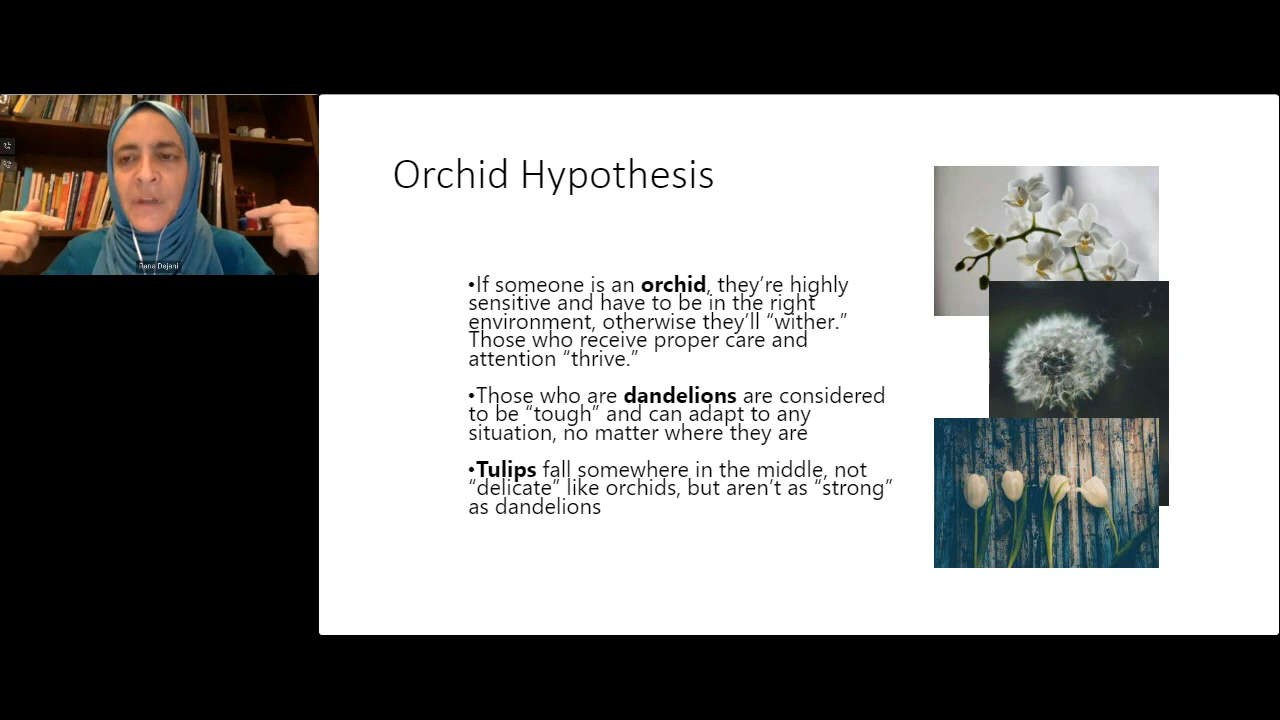 Orchid Hypothesis
•If someone is an orchid, they’re highly
sensitive and have to be in the right
environment, otherwise they’ll “wither.”
Those who receive proper care and
attention “thrive.”
•Those who are dandelions are considered
to be “tough” and can adapt to any
situation, no matter where they are
•Tulips fall somewhere in the middle, not
“delicate” like orchids, but aren’t as “strong”
as dandelions
Rana Dajani